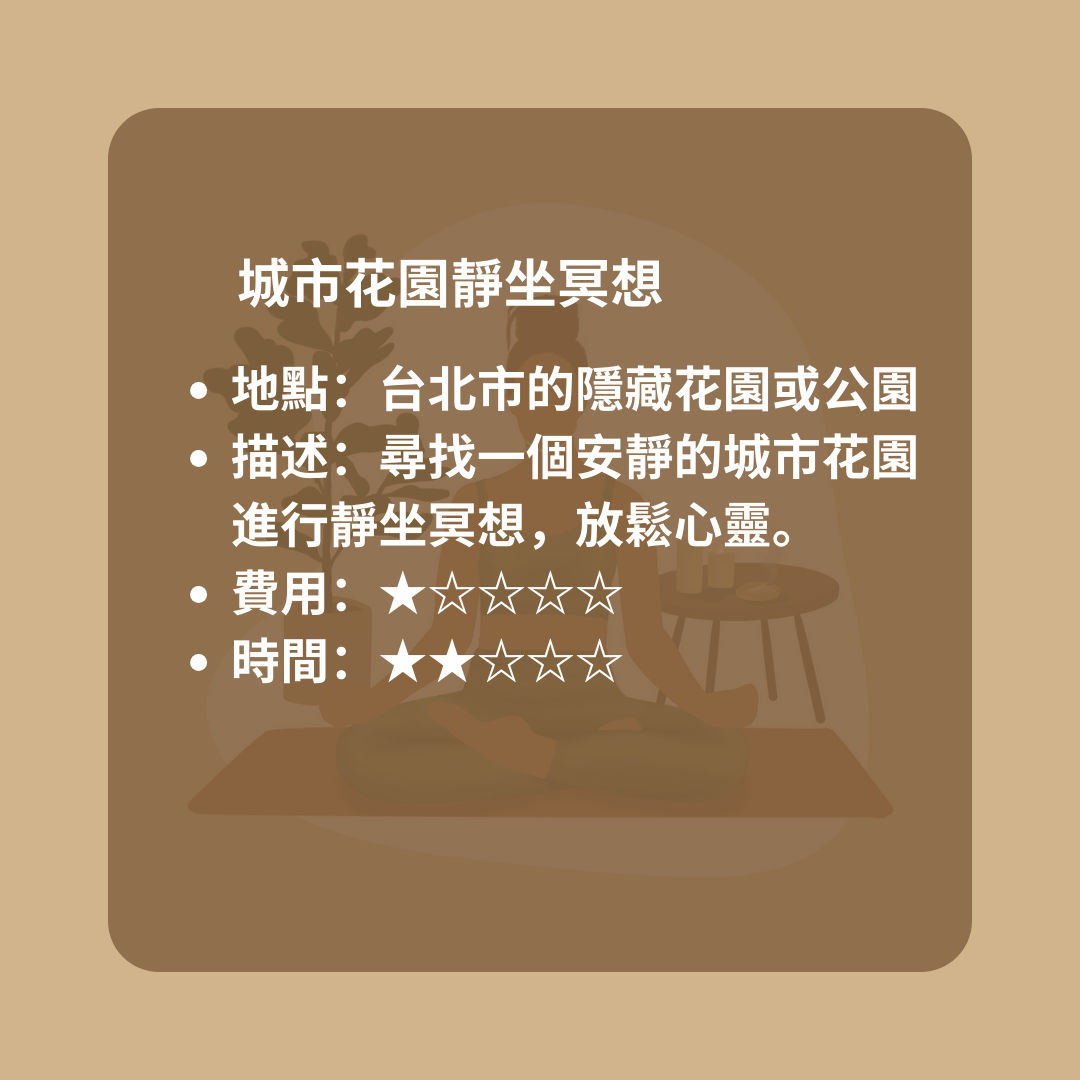 城市花園靜坐冥想
• 地點：台北市的隱藏花園或公園
• 描述：尋找一個安靜的城市花園
進行靜坐冥想，放鬆心靈。
• 費用：★☆☆☆☆
• 時間：★★☆☆☆